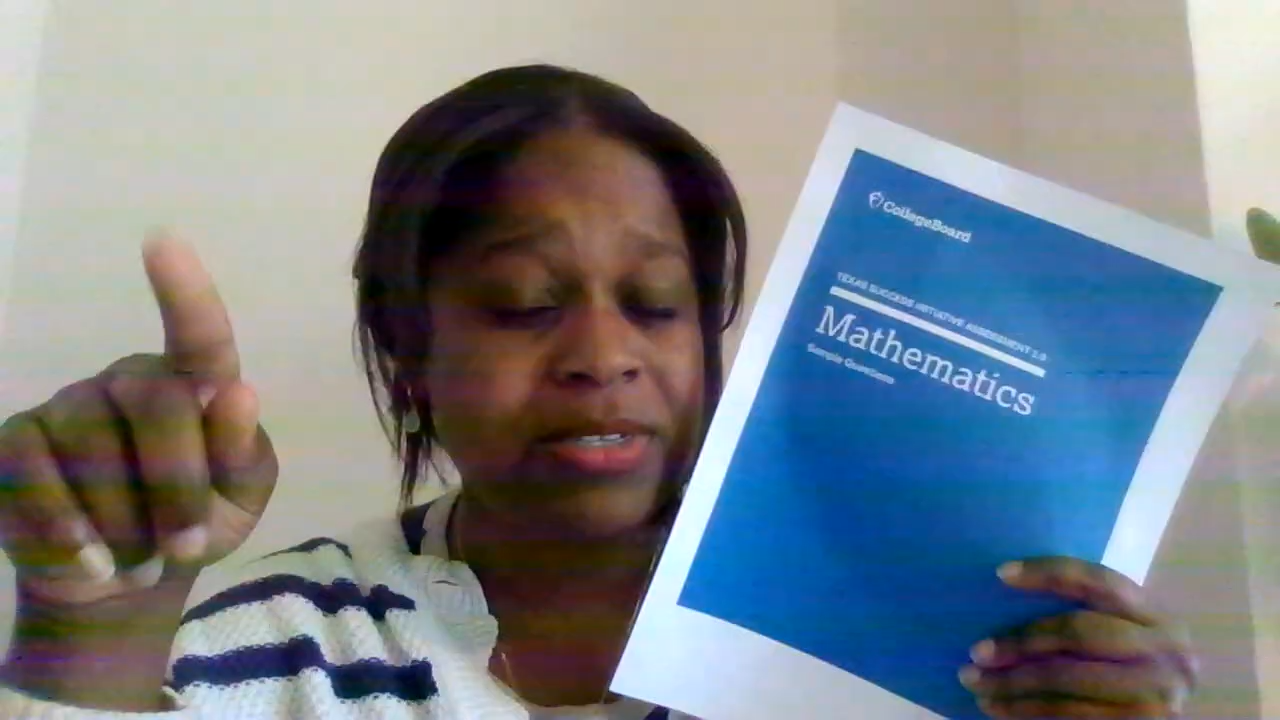 CollegeBoard
TEXAS SUCCESS INITIATIVE ASSESSMENT 2.0
Mathematics
Sample Questions